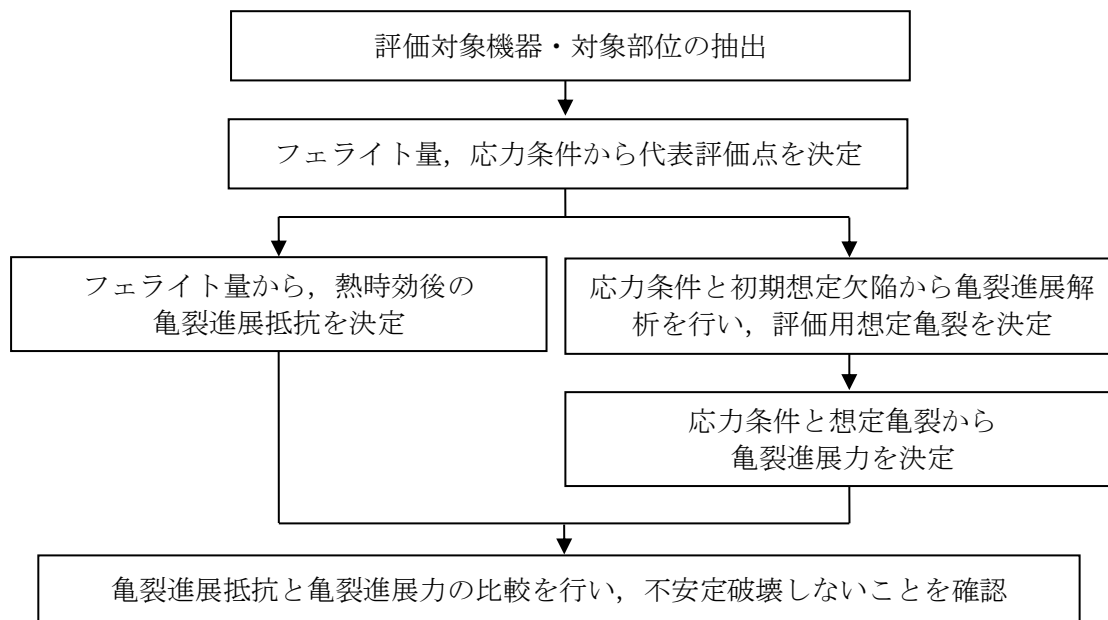 評価対象機器・対象部位の抽出
フェライト量，応力条件から代表評価点を決定
フェライト量から，熱時効後の
亀裂進展抵抗を決定
応力条件と初期想定欠陥から亀裂進展解
析を行い，評価用想定亀裂を決定
応力条件と想定亀裂から
亀裂進展力を決定
亀裂進展抵抗と亀裂進展力の比較を行い，不安定破壊しないことを確認